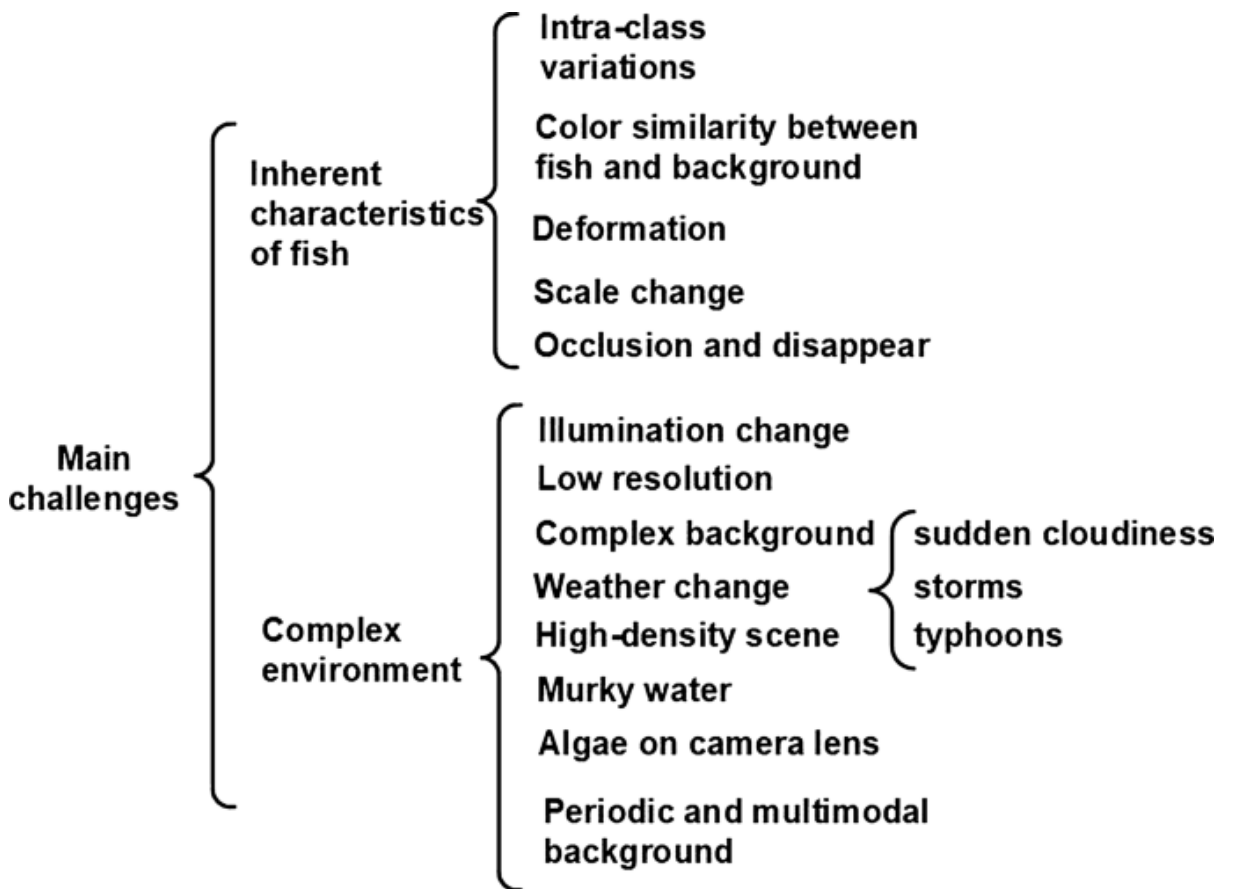 Main
challenges
Inherent
characteristics
of fish
Intra-class
variations
Color similarity between
fish and background
Deformation
Scale change
Occlusion and disappear
Complex
environment
Illumination change
Low resolution
Complex background
Weather change
High-density scene
Murky water
Algae on camera lens
Periodic and multimodal
background
sudden cloudiness
storms
typhoons